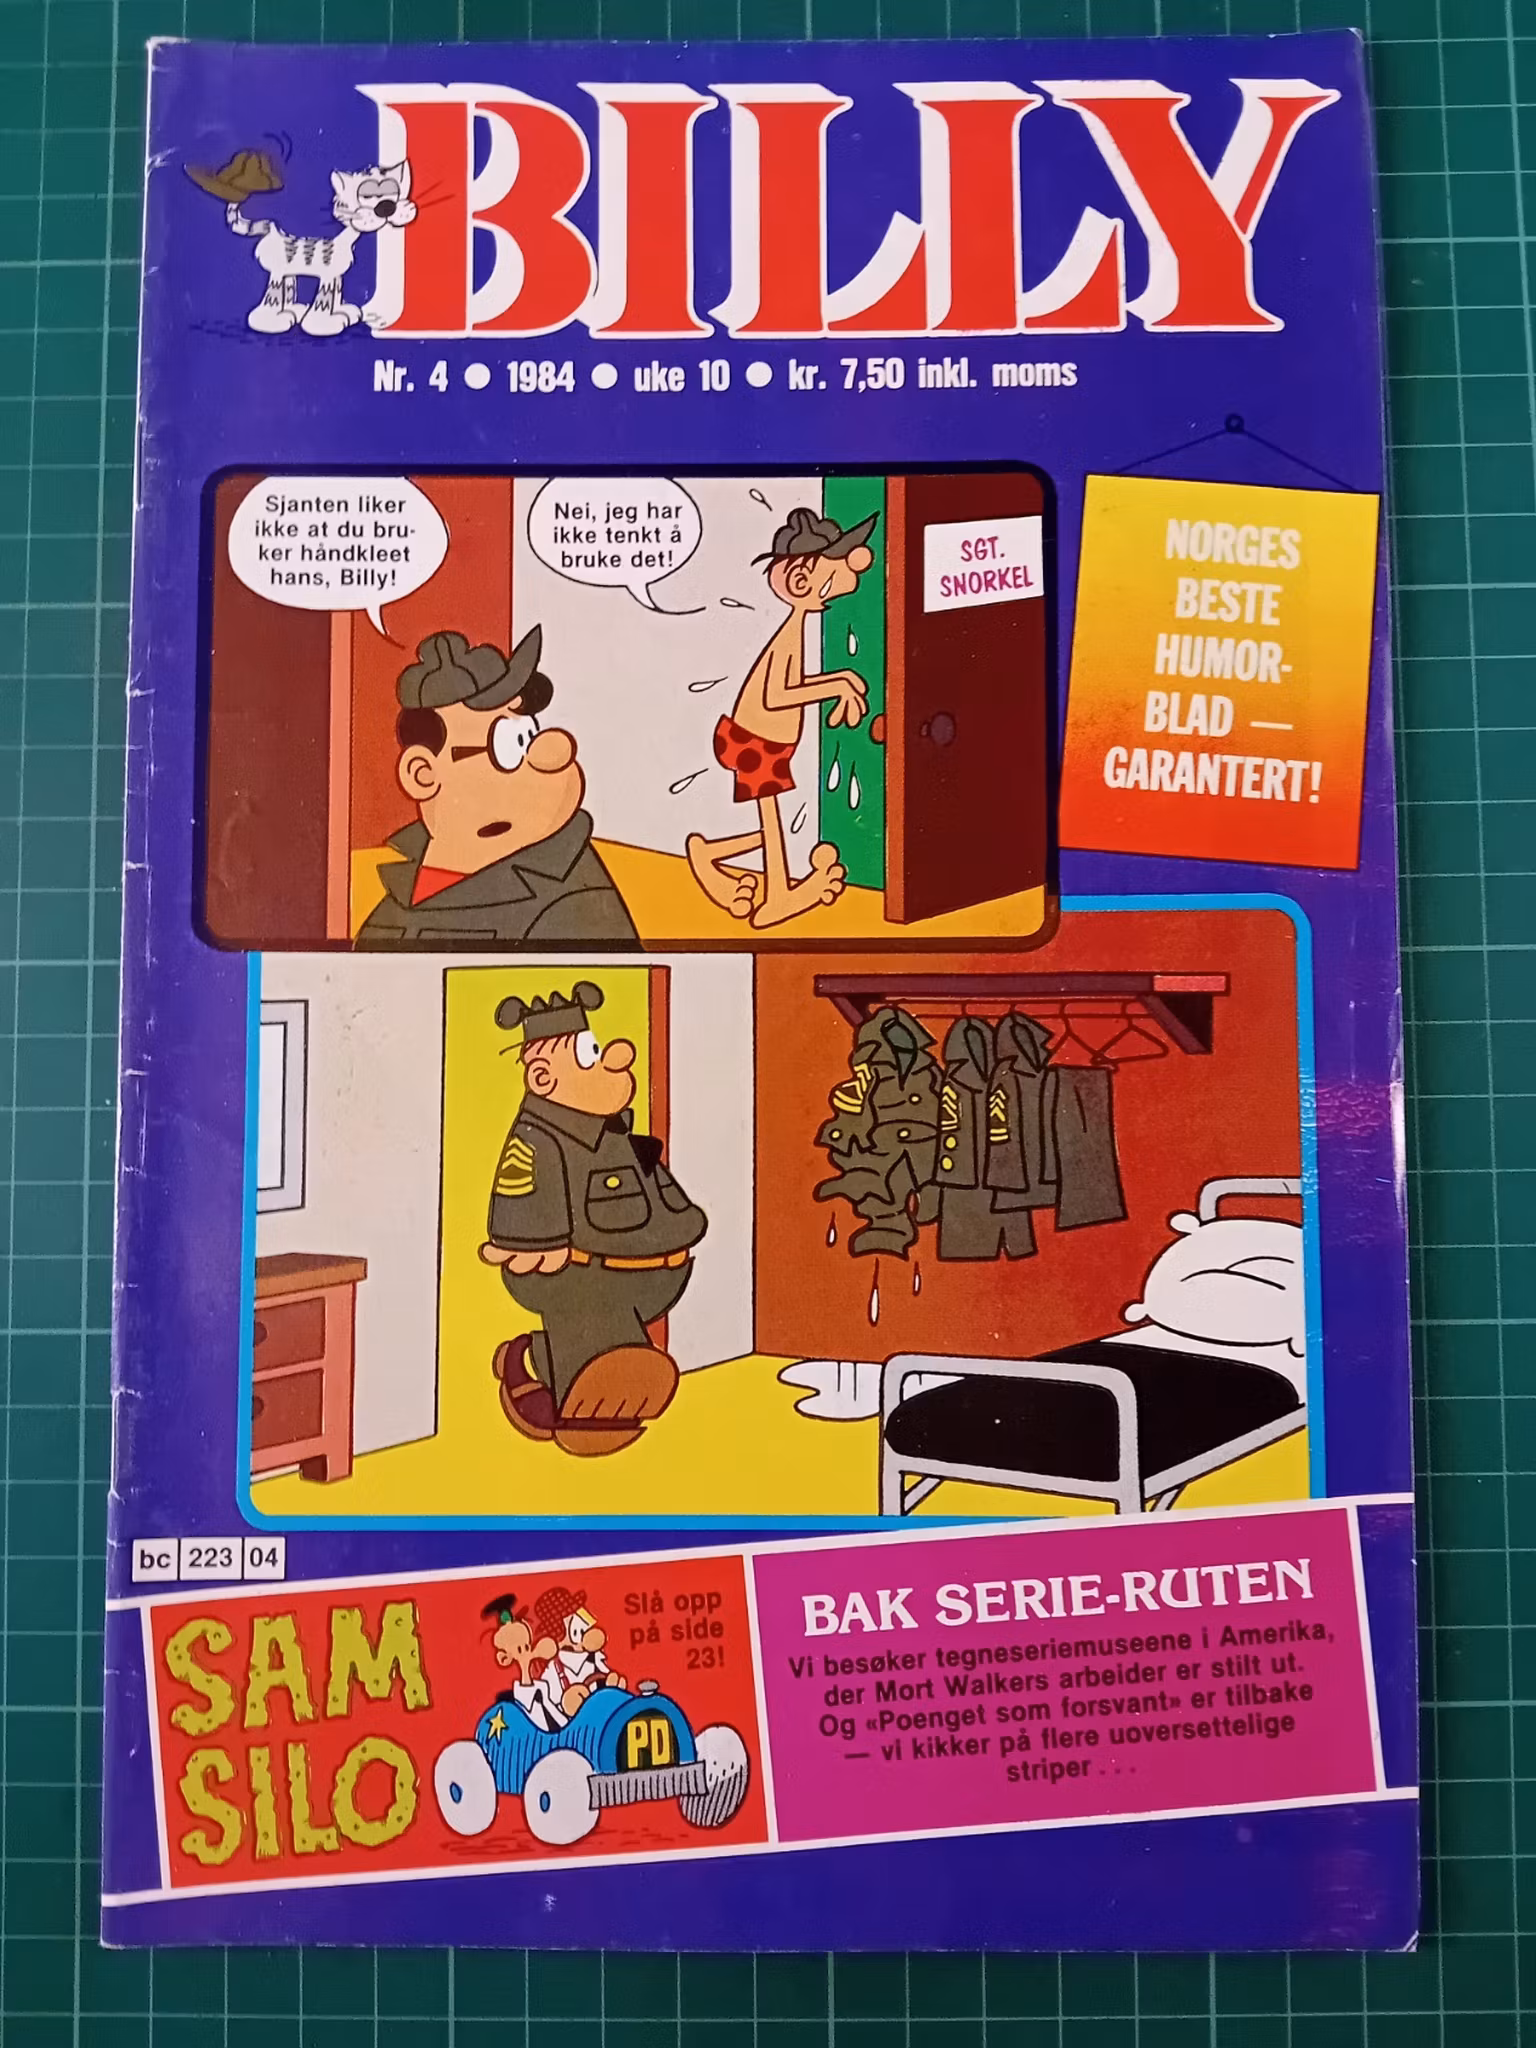 BILLY
Nr. 4 ● 1984 ● uke 10 ● kr. 7,50 inkl. moms
Sjanten liker
ikke at du bru-
ker håndkleet
hans, Billy!
Nei, jeg har
ikke tenkt å
bruke det!
SGT.
SNORKEL
NORGES
BESTE
HUMOR-
BLAD —
GARANTERT!
bc 223 04
SAM
SILO
Slå opp
på side
23!
PD
BAK SERIE-RUTEN
Vi besøker tegneseriemuseene i Amerika,
der Mort Walkers arbeider er stilt ut.
Og «Poenget som forsvant» er tilbake
— vi kikker på flere uoversettelige
striper . . .